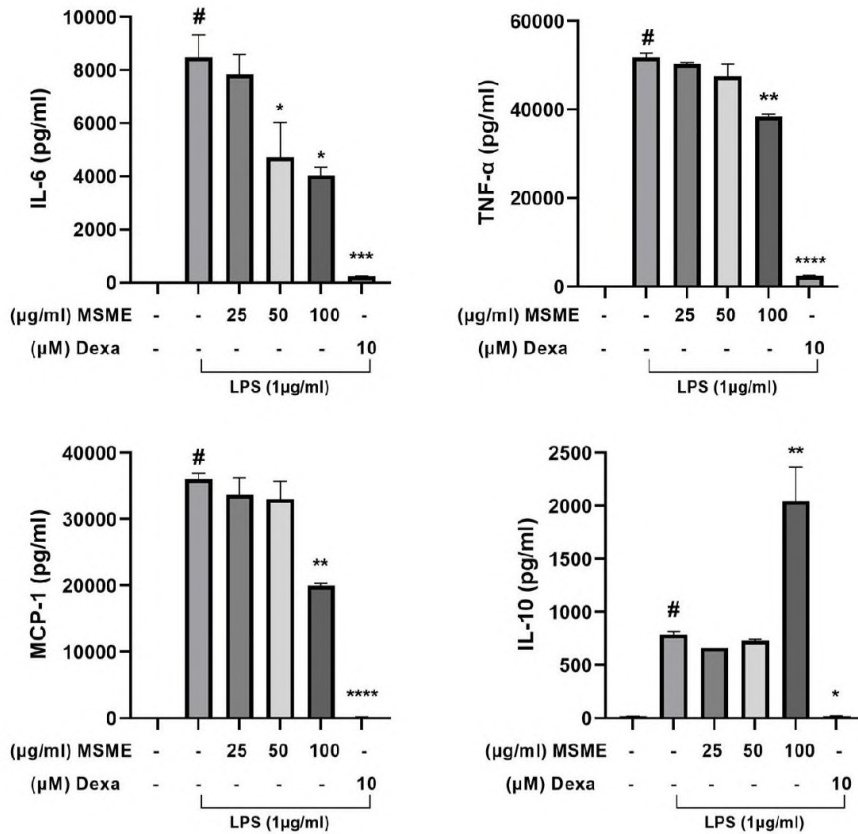 10000
8000
6000
4000
2000
0
IL-6 (pg/ml)
#
*
*
***
(µg/ml) MSME - - 25 50 100 -
(µM) Dexa - - - - - 10
LPS (1µg/ml)
60000
40000
20000
0
TNF-α (pg/ml)
#
**
****
(µg/ml) MSME - - 25 50 100 -
(µM) Dexa - - - - - 10
LPS (1µg/ml)
40000
30000
20000
10000
0
MCP-1 (pg/ml)
#
**
****
(µg/ml) MSME - - 25 50 100 -
(µM) Dexa - - - - - 10
LPS (1µg/ml)
2500
2000
1500
1000
500
0
IL-10 (pg/ml)
#
**
*
(µg/ml) MSME - - 25 50 100 -
(µM) Dexa - - - - - 10
LPS (1µg/ml)